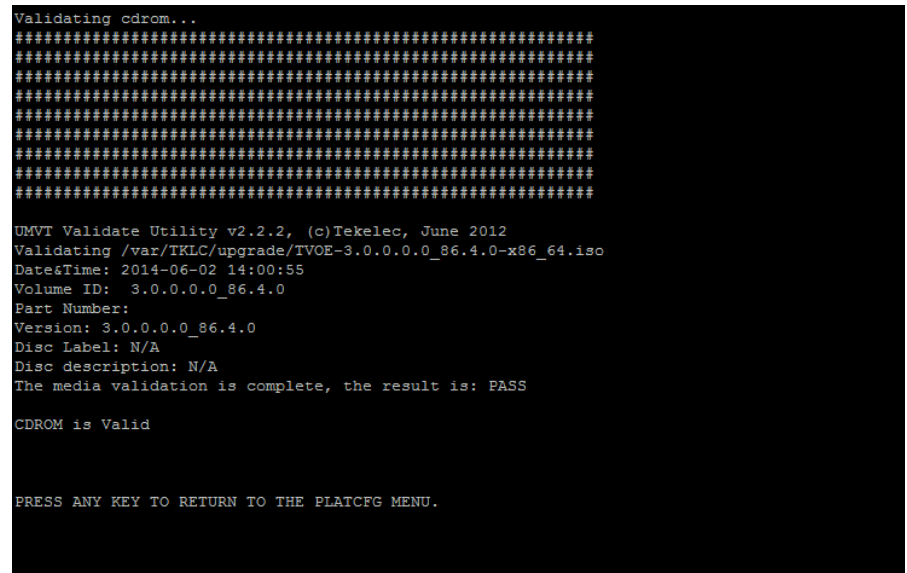 Validating cdrom...
############################################################
############################################################
############################################################
############################################################
############################################################
############################################################
############################################################
############################################################
############################################################
############################################################
UMVT Validate Utility v2.2.2, (c)Tekelec, June 2012
Validating /var/TKLC/upgrade/TVOE-3.0.0.0.0_86.4.0-x86_64.iso
Date&Time: 2014-06-02 14:00:55
Volume ID:  3.0.0.0.0_86.4.0
Part Number:
Version: 3.0.0.0.0_86.4.0
Disc Label: N/A
Disc description: N/A
The media validation is complete, the result is: PASS
CDROM is Valid
PRESS ANY KEY TO RETURN TO THE PLATCFG MENU.